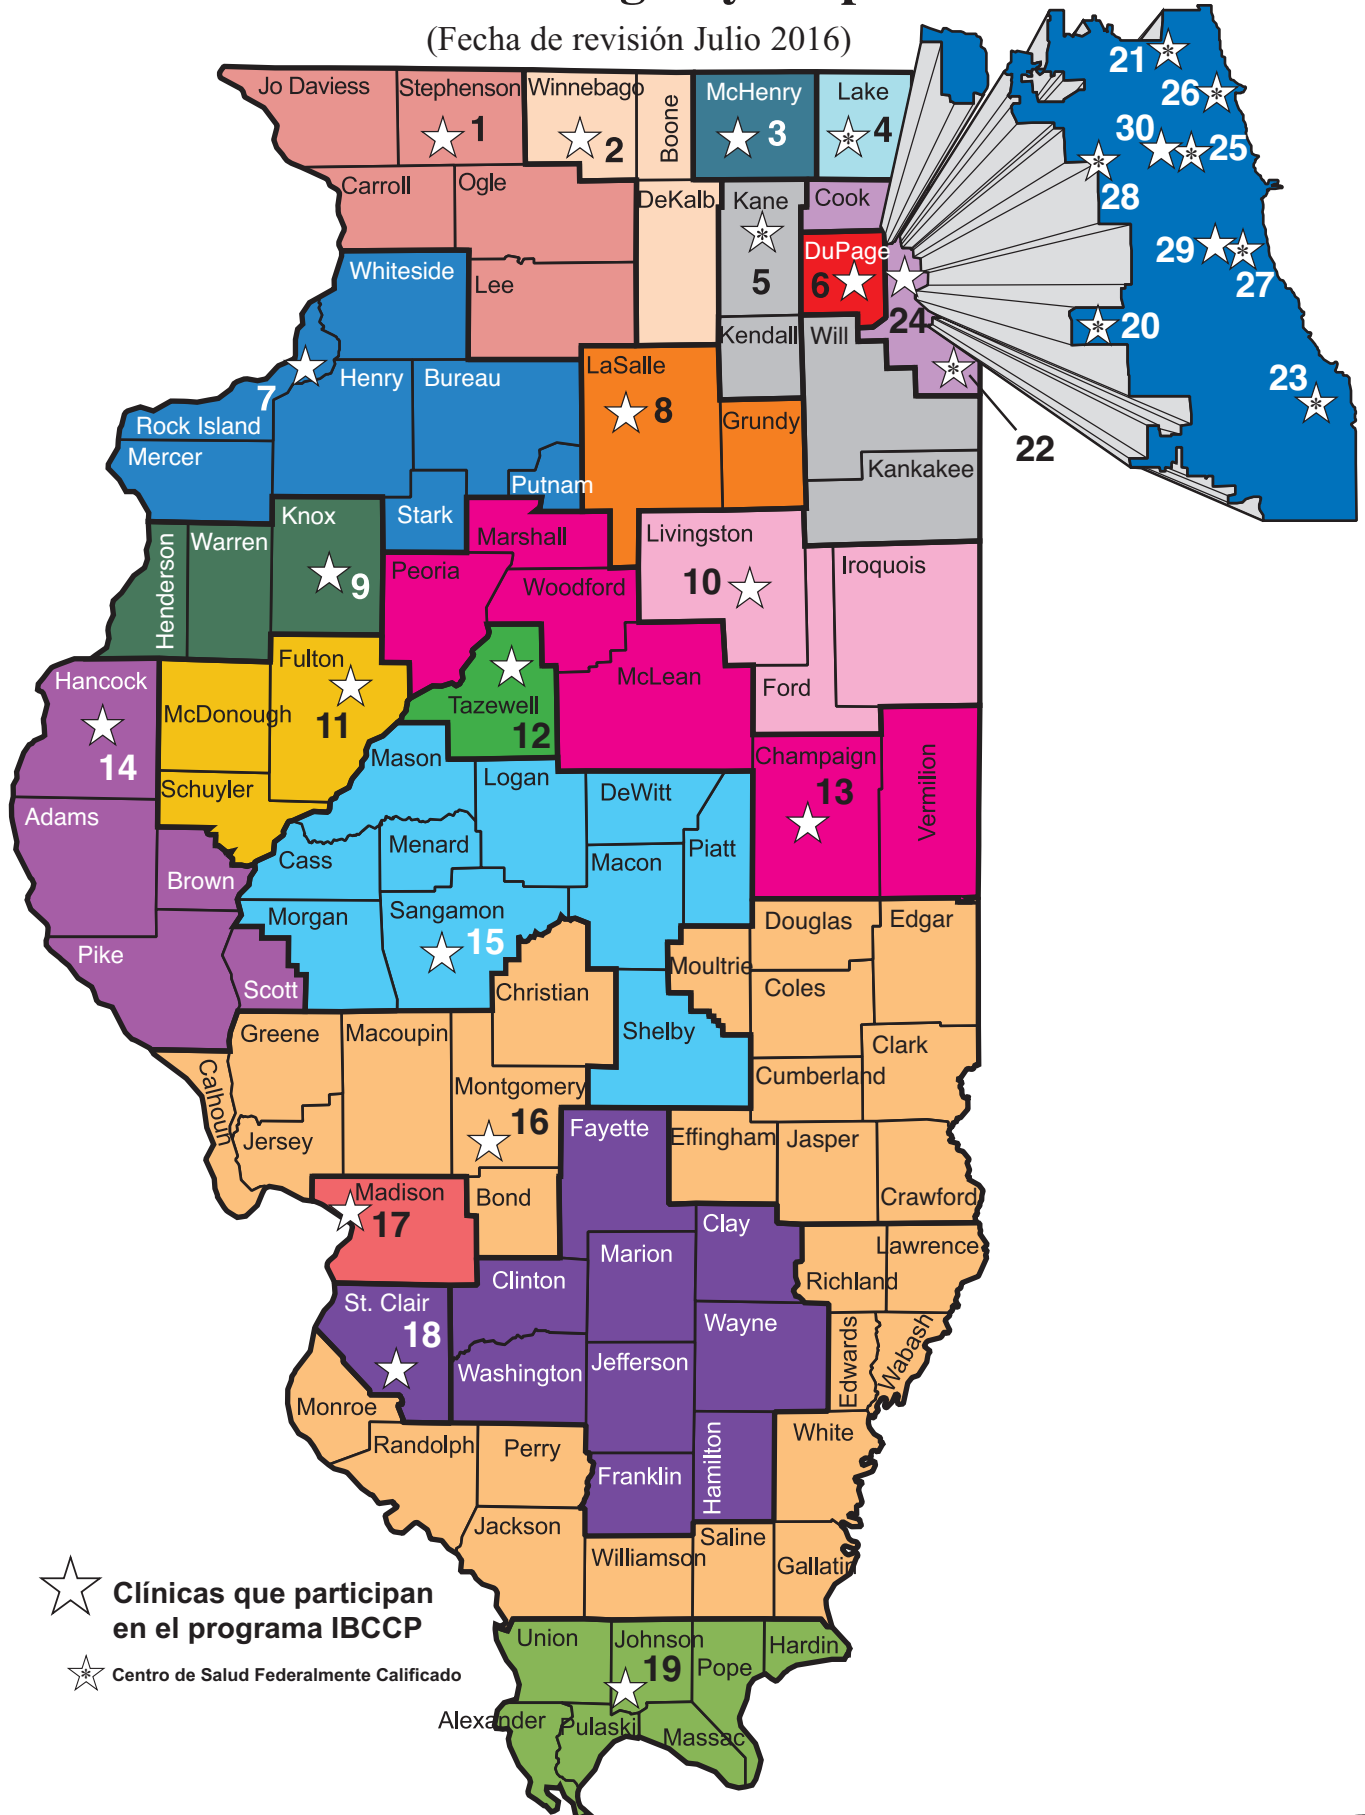 (Fecha de revisión Julio 2016)
Jo Daviess
Stephenson
1
Winnebago
2
Boone
McHenry
3
Lake
4
21
26
30
25
28
29
27
20
23
22
Carroll
Ogle
DeKalb
Kane
5
Cook
DuPage
6
24
Whiteside
Lee
Kendall
Will
7
Henry
Bureau
LaSalle
8
Grundy
Rock Island
Mercer
Kankakee
Putnam
Knox
9
Stark
Marshall
Livingston
10
Iroquois
Henderson
Warren
Peoria
Woodford
Fulton
11
Hancock
14
McDonough
Tazewell
12
McLean
Ford
Mason
Logan
DeWitt
Champaign
13
Vermilion
Schuyler
Adams
Cass
Menard
Macon
Piatt
Brown
Morgan
Sangamon
15
Douglas
Edgar
Pike
Scott
Christian
Moultrie
Coles
Greene
Macoupin
Shelby
Clark
Calhoun
Montgomery
16
Cumberland
Jersey
Fayette
Effingham
Jasper
Madison
17
Bond
Crawford
Clay
Marion
Lawrence
Richland
Clinton
St. Clair
18
Wayne
Edwards
Wabash
Washington
Jefferson
Monroe
Randolph
Perry
White
Franklin
Hamilton
Jackson
Saline
Williamson
Gallatin
Clínicas que participan
en el programa IBCCP
Centro de Salud Federalmente Calificado
Union
Johnson
19
Pope
Hardin
Alexander
Pulaski
Massac